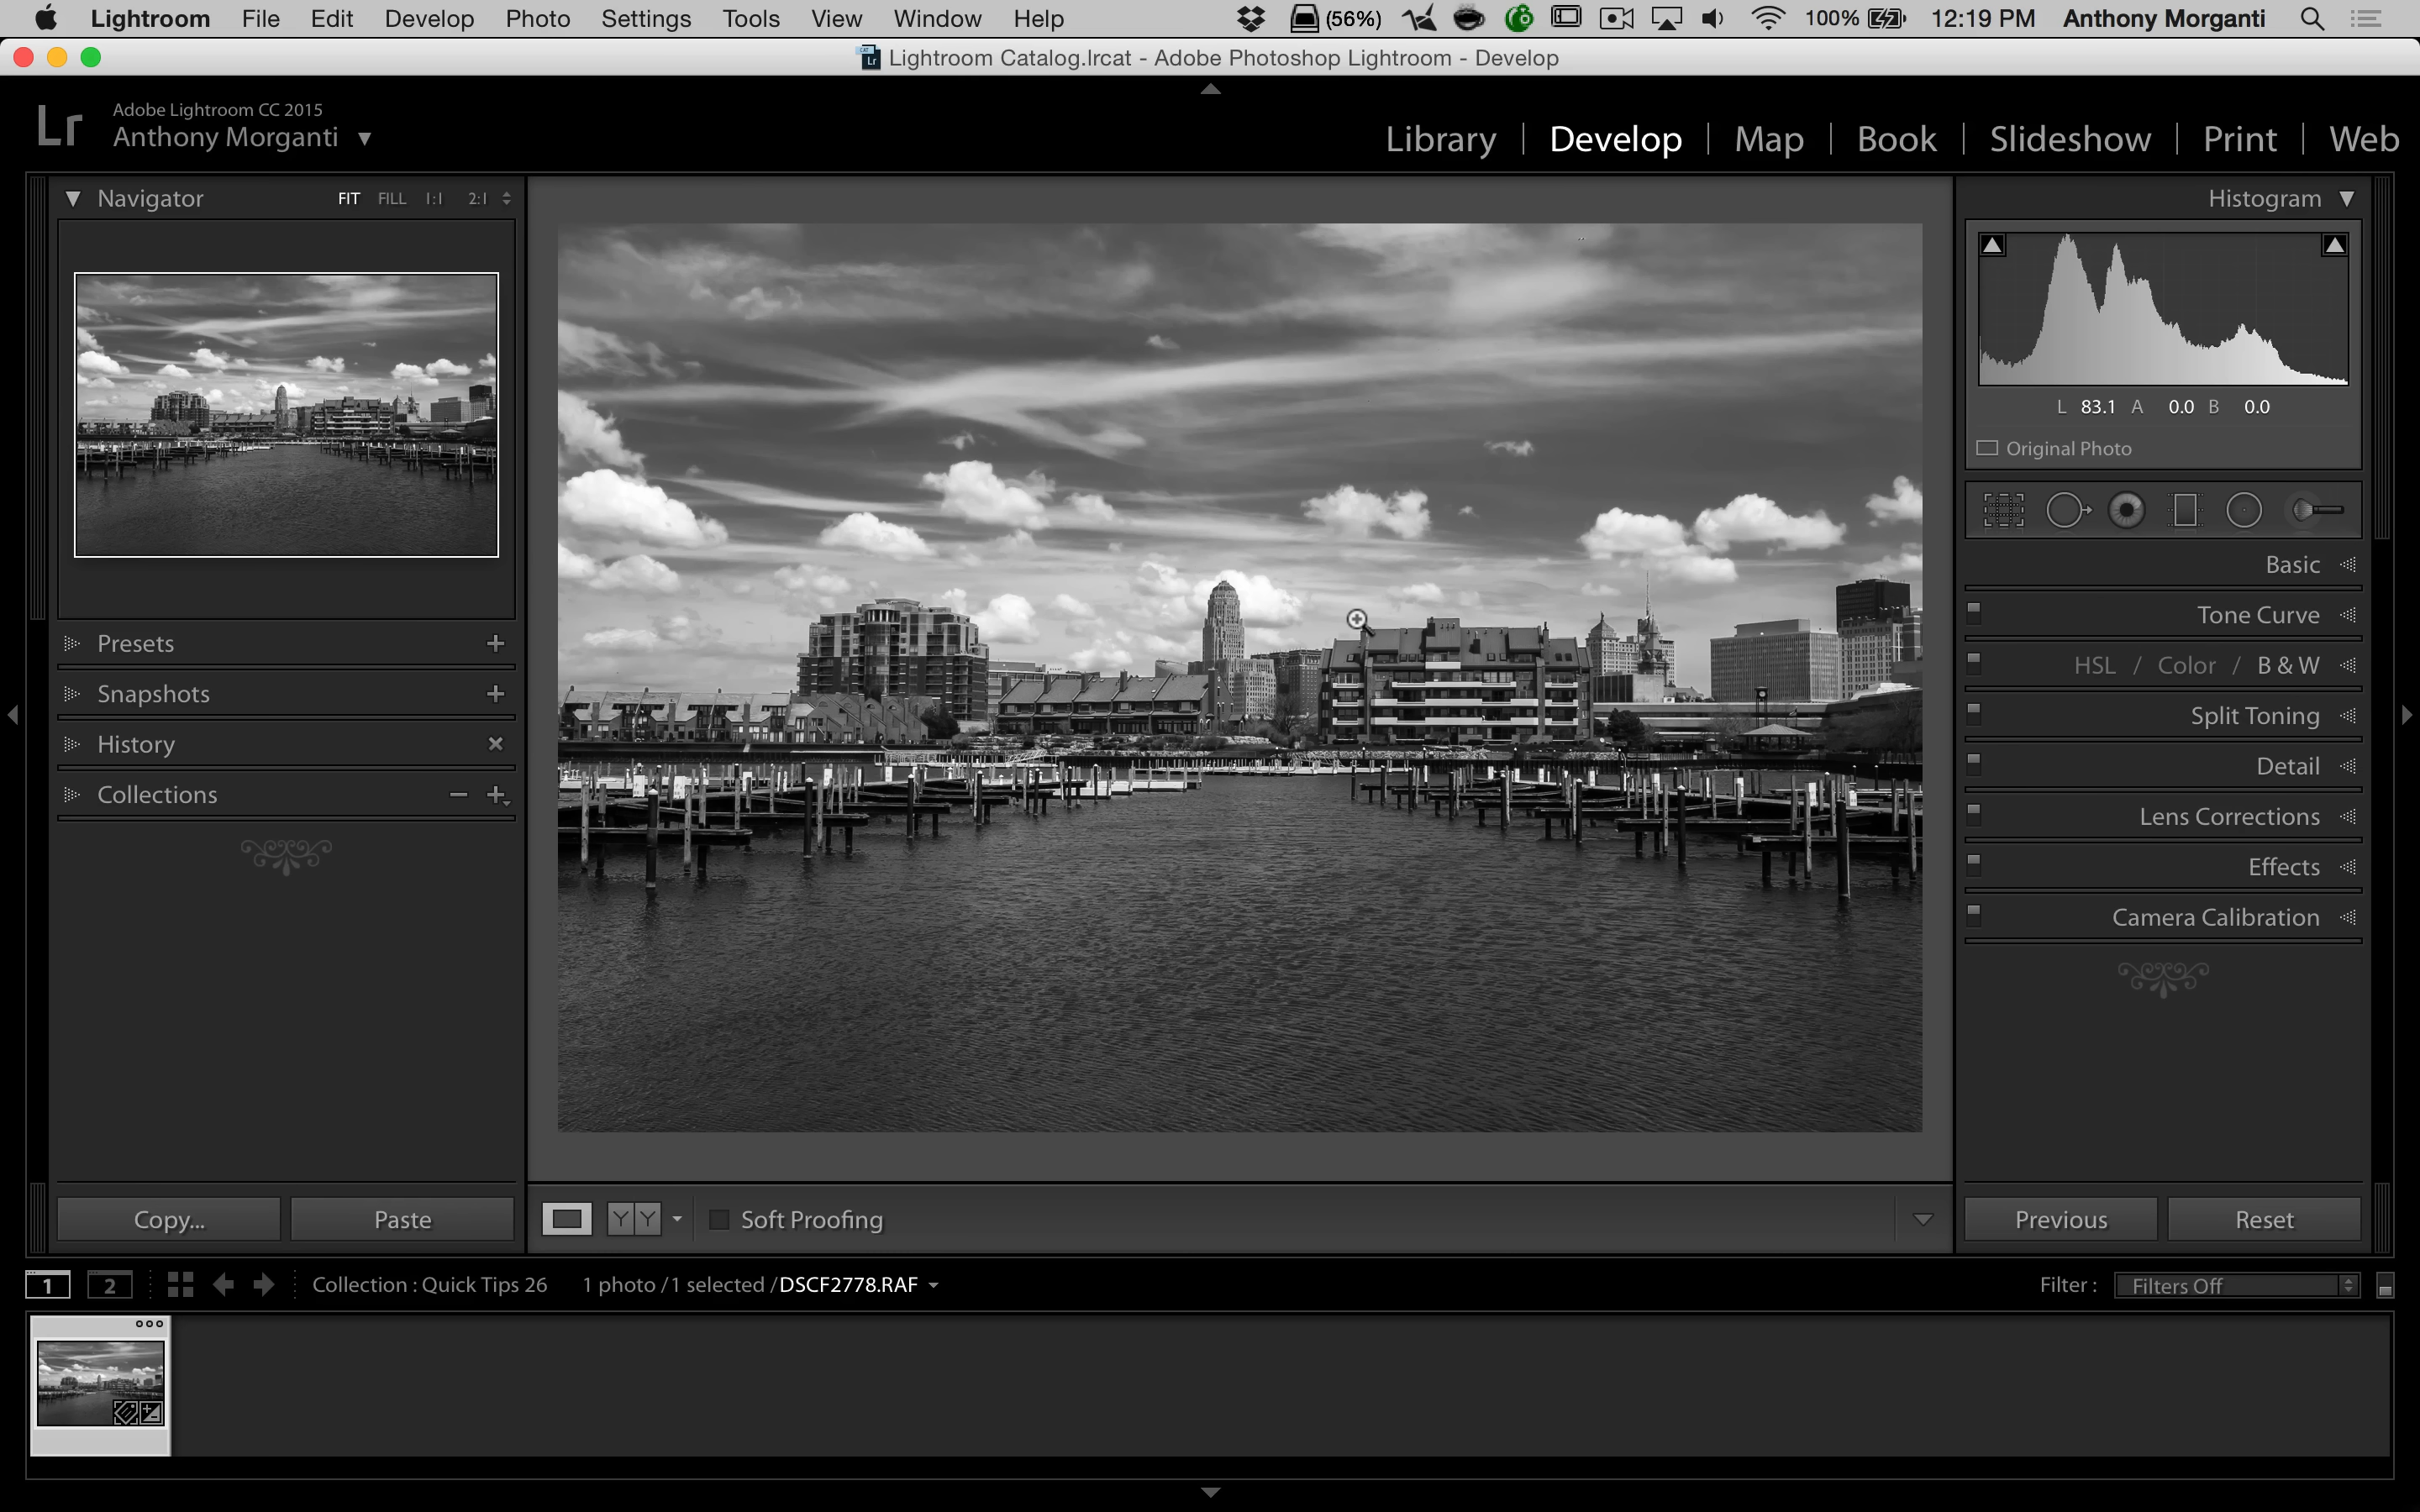 Lightroom File Edit Develop Photo Settings Tools View Window Help (56%) 100% 12:19 PM Anthony Morganti
Lightroom Catalog.lrcat - Adobe Photoshop Lightroom - Develop
Lr Adobe Lightroom CC 2015
Anthony Morganti
Library | Develop | Map | Book | Slideshow | Print | Web
Navigator FIT FILL 1:1 2:1
Histogram
L 83.1 A 0.0 B 0.0
Original Photo
Basic
Tone Curve
HSL / Color / B & W
Split Toning
Detail
Lens Corrections
Effects
Camera Calibration
Presets
Snapshots
History
Collections
Copy... Paste
Y Y Soft Proofing
Previous Reset
1 2 Collection : Quick Tips 26 1 photo / 1 selected / DSCF2778.RAF
Filter : Filters Off